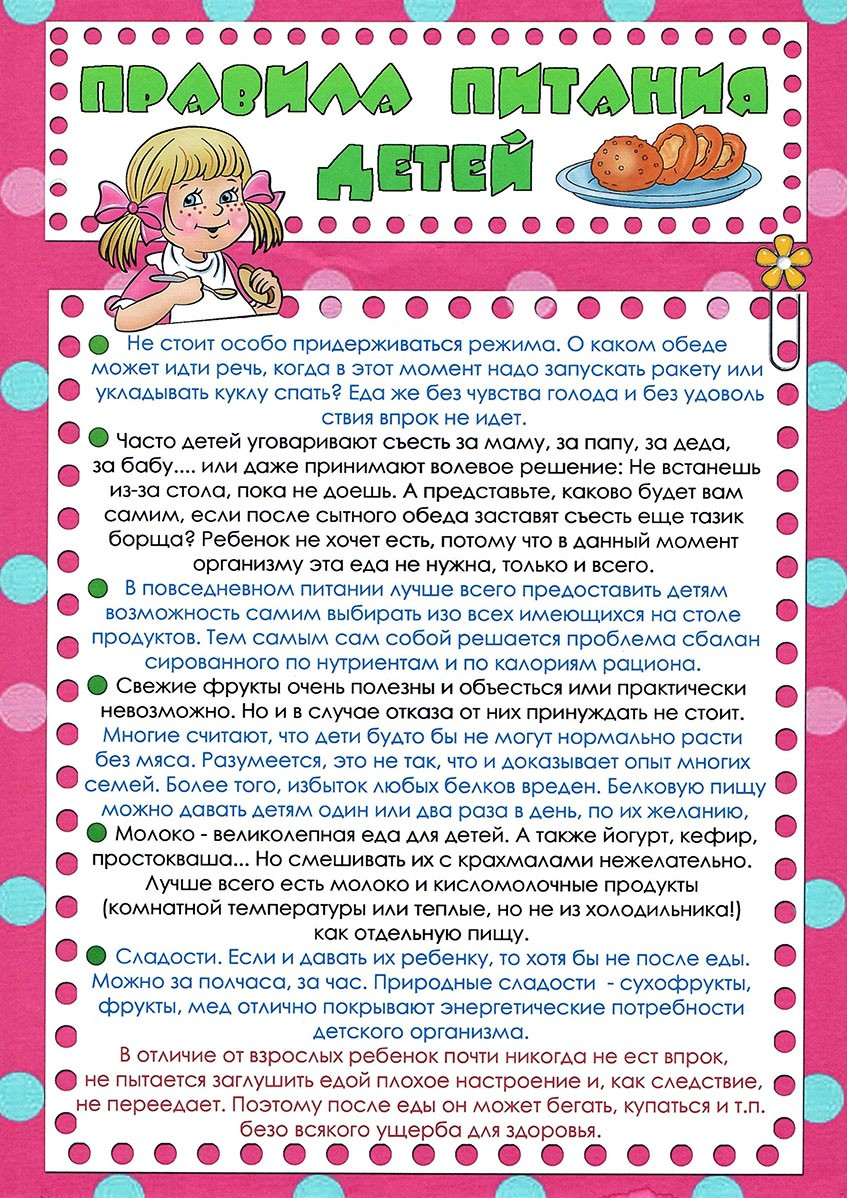 ПРАВИЛА ПИТАНИЯ
ДЕТЕЙ
Не стоит особо придерживаться режима. О каком обеде
может идти речь, когда в этот момент надо запускать ракету или
укладывать куклу спать? Еда же без чувства голода и без удоволь
ствия впрок не идет.
Часто детей уговаривают съесть за маму, за папу, за деда,
за бабу.... или даже принимают волевое решение: Не встанешь
из-за стола, пока не доешь. А представьте, каково будет вам
самим, если после сытного обеда заставят съесть еще тазик
борща? Ребенок не хочет есть, потому что в данный момент
организму эта еда не нужна, только и всего.
В повседневном питании лучше всего предоставить детям
возможность самим выбирать изо всех имеющихся на столе
продуктов. Тем самым сам собой решается проблема сбалан
сированного по нутриентам и по калориям рациона.
Свежие фрукты очень полезны и объесться ими практически
невозможно. Но и в случае отказа от них принуждать не стоит.
Многие считают, что дети будто бы не могут нормально расти
без мяса. Разумеется, это не так, что и доказывает опыт многих
семей. Более того, избыток любых белков вреден. Белковую пищу
можно давать детям один или два раза в день, по их желанию,
Молоко - великолепная еда для детей. А также йогурт, кефир,
простокваша... Но смешивать их с крахмалами нежелательно.
Лучше всего есть молоко и кисломолочные продукты
(комнатной температуры или теплые, но не из холодильника!)
как отдельную пищу.
Сладости. Если и давать их ребенку, то хотя бы не после еды.
Можно за полчаса, за час. Природные сладости - сухофрукты,
фрукты, мед отлично покрывают энергетические потребности
детского организма.
В отличие от взрослых ребенок почти никогда не ест впрок,
не пытается заглушить едой плохое настроение и, как следствие,
не переедает. Поэтому после еды он может бегать, купаться и т.п.
безо всякого ущерба для здоровья.